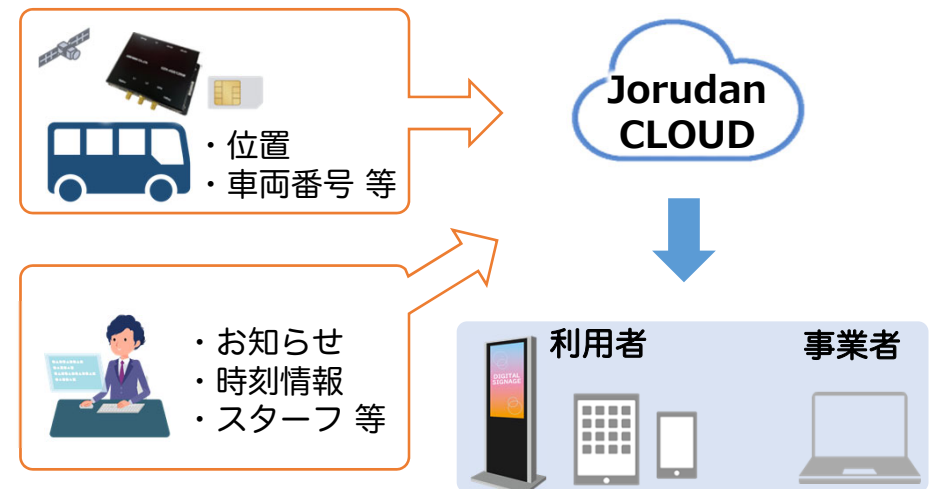 ・位置
・車両番号 等
Jorudan
CLOUD
・お知らせ
・時刻情報
・スターフ 等
利用者
事業者
DIGITAL
SIGNAGE